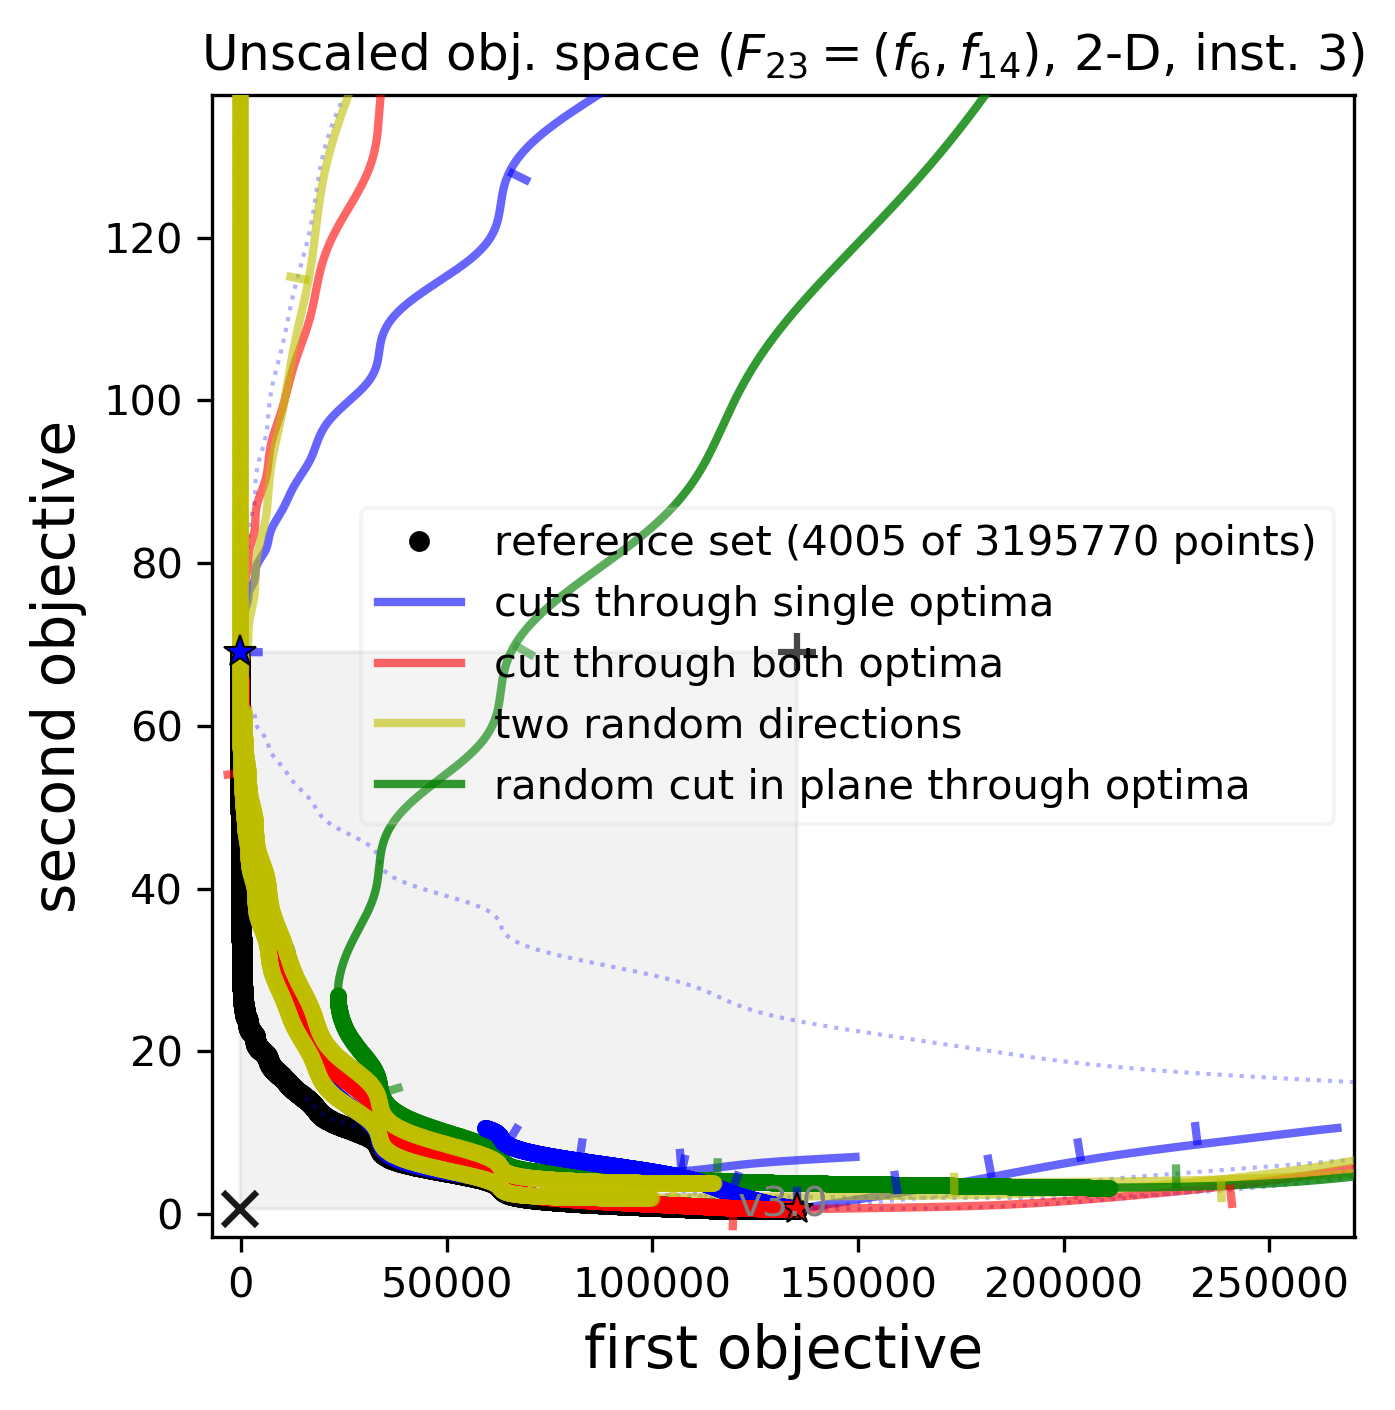 Unscaled obj. space (F₂₃ = (f₆, f₁₄), 2-D, inst. 3)
120
100
80
60
40
20
0
second objective
reference set (4005 of 3195770 points)
cuts through single optima
cut through both optima
two random directions
random cut in plane through optima
v3.0
0
50000
100000
150000
200000
250000
first objective